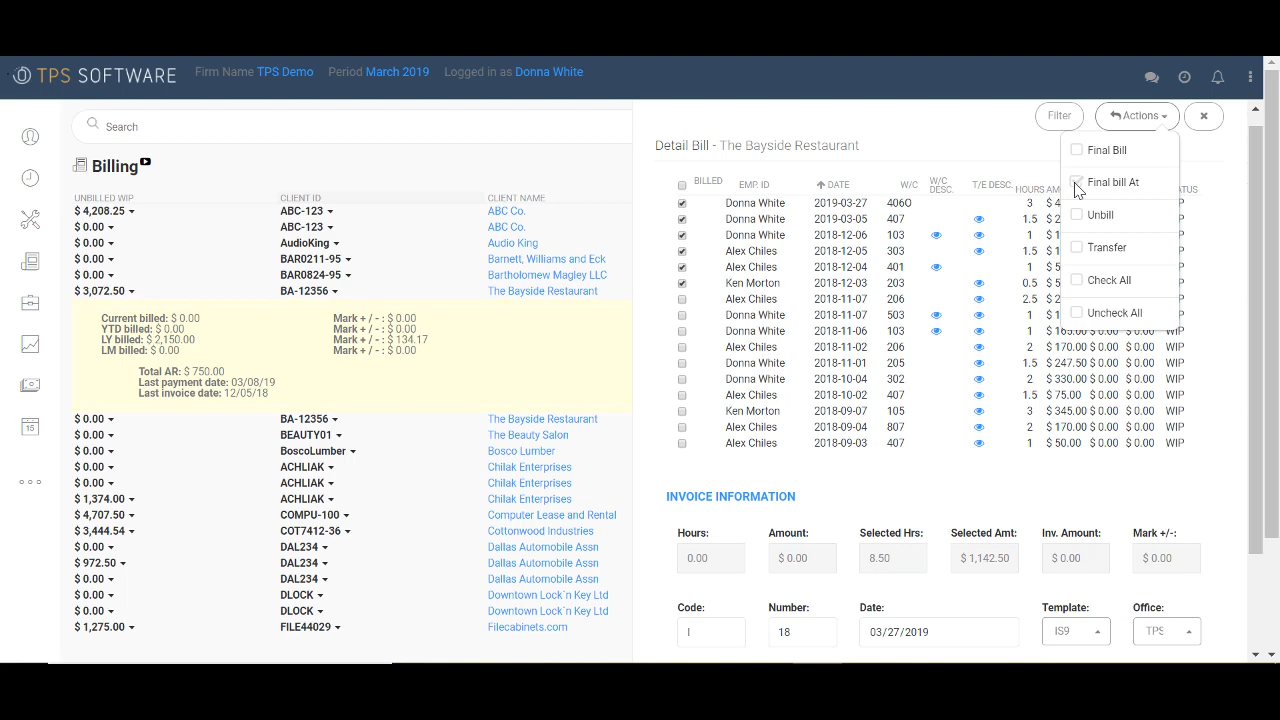 TPS SOFTWARE Firm Name TPS Demo Period March 2019 Logged in as Donna White
Search
Billing
UNBILLED WIP CLIENT ID CLIENT NAME
$ 4,208.25 ABC-123 ABC Co.
$ 0.00 ABC-123 ABC Co.
$ 0.00 AudioKing Audio King
$ 0.00 BAR0211-95 Barnett, Williams and Eck
$ 0.00 BAR0824-95 Bartholomew Magley LLC
$ 3,072.50 BA-12356 The Bayside Restaurant
Current billed: $ 0.00 Mark + / - : $ 0.00
YTD billed: $ 0.00 Mark + / - : $ 0.00
LY billed: $ 2,150.00 Mark + / - : $ 134.17
LM billed: $ 0.00 Mark + / - : $ 0.00
Total AR: $ 750.00
Last payment date: 03/08/19
Last invoice date: 12/05/18
$ 0.00 BA-12356 The Bayside Restaurant
$ 0.00 BEAUTY01 The Beauty Salon
$ 0.00 BoscoLumber Bosco Lumber
$ 0.00 ACHLIAK Chilak Enterprises
$ 0.00 ACHLIAK Chilak Enterprises
$ 1,374.00 ACHLIAK Chilak Enterprises
$ 4,707.50 COMPU-100 Computer Lease and Rental
$ 3,444.54 COT7412-36 Cottonwood Industries
$ 0.00 DAL234 Dallas Automobile Assn
$ 972.50 DAL234 Dallas Automobile Assn
$ 0.00 DAL234 Dallas Automobile Assn
$ 0.00 DLOCK Downtown Lock`n Key Ltd
$ 0.00 DLOCK Downtown Lock`n Key Ltd
$ 1,275.00 FILE44029 Filecabinets.com
Filter Actions
Detail Bill - The Bayside Restaurant
Final Bill
Final bill At
Unbill
Transfer
Check All
Uncheck All
BILLED EMP. ID DATE W/C W/C DESC. T/E DESC. HOURS
Donna White 2019-03-27 406O 3
Donna White 2019-03-05 407 1.5
Donna White 2018-12-06 103 1
Alex Chiles 2018-12-05 303 1
Alex Chiles 2018-12-04 401 1
Ken Morton 2018-12-03 203 0.5
Alex Chiles 2018-11-07 206 2.5
Donna White 2018-11-07 503 1
Donna White 2018-11-06 103 1 $ 165.00 $ 0.00 $ 0.00 WIP
Alex Chiles 2018-11-02 206 2 $ 170.00 $ 0.00 $ 0.00 WIP
Donna White 2018-11-01 205 1.5 $ 247.50 $ 0.00 $ 0.00 WIP
Donna White 2018-10-04 302 2 $ 330.00 $ 0.00 $ 0.00 WIP
Alex Chiles 2018-10-02 407 1.5 $ 75.00 $ 0.00 $ 0.00 WIP
Ken Morton 2018-09-07 105 3 $ 345.00 $ 0.00 $ 0.00 WIP
Alex Chiles 2018-09-04 807 2 $ 170.00 $ 0.00 $ 0.00 WIP
Alex Chiles 2018-09-03 407 1 $ 50.00 $ 0.00 $ 0.00 WIP
INVOICE INFORMATION
Hours: Amount: Selected Hrs: Selected Amt: Inv. Amount: Mark +/-:
0.00 $ 0.00 8.50 $ 1,142.50 $ 0.00 $ 0.00
Code: Number: Date: Template: Office:
I 18 03/27/2019 IS9 TPS
15